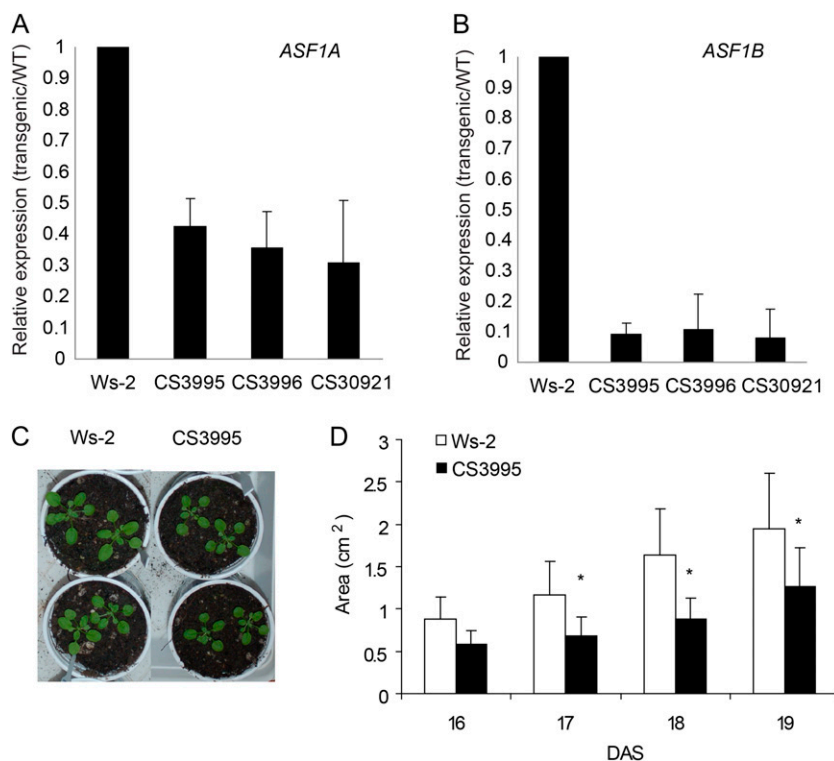 A
ASF1A
Relative expression (transgenic/WT)
1
0.9
0.8
0.7
0.6
0.5
0.4
0.3
0.2
0.1
0
Ws-2 CS3995 CS3996 CS30921
B
ASF1B
Relative expression (transgenic/WT)
1
0.9
0.8
0.7
0.6
0.5
0.4
0.3
0.2
0.1
0
Ws-2 CS3995 CS3996 CS30921
C
Ws-2 CS3995
D
Ws-2
CS3995
Area (cm2)
3
2.5
2
1.5
1
0.5
0
* * *
16 17 18 19
DAS